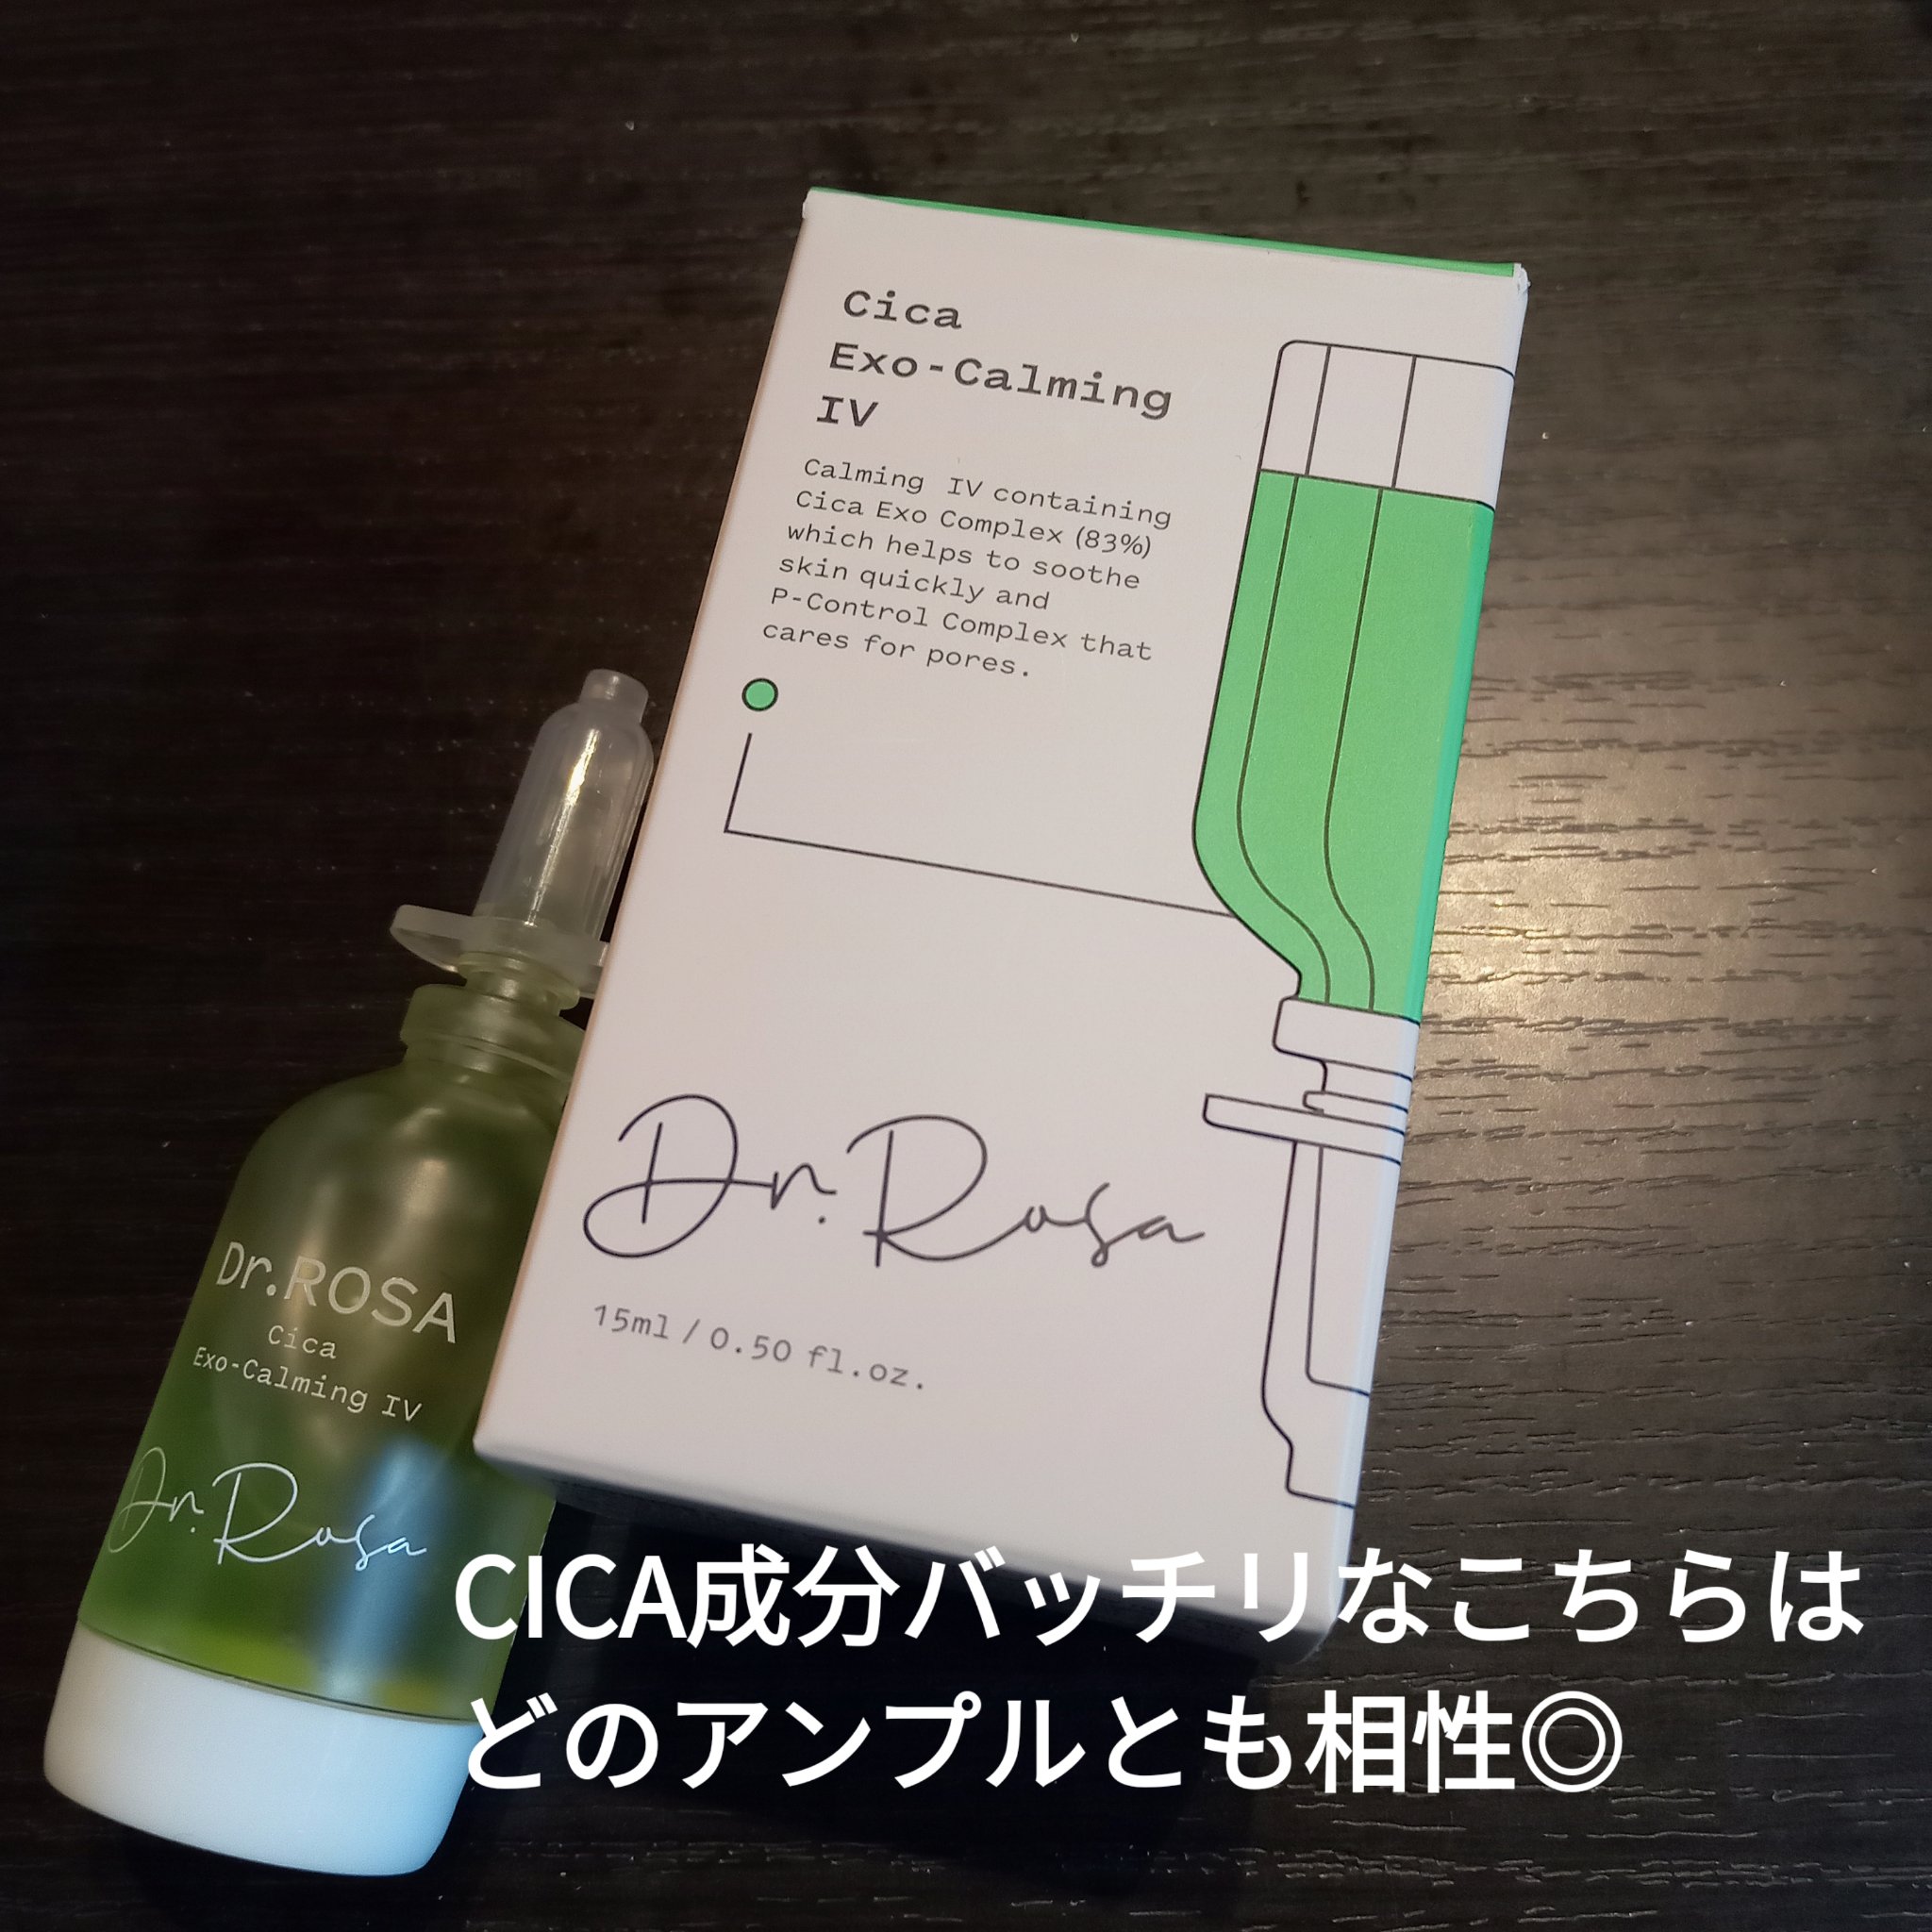 Cica
Exo-Calming
IV
Calming IV containing
Cica Exo Complex (83%)
which helps to soothe
skin quickly and
P-Control Complex that
cares for pores.
Dr. Rosa
15ml / 0.50 fl.oz.
Dr.ROSA
Cica
Exo-Calming IV
Dr. Rosa
CICA成分バッチリなこちらは
どのアンプルとも相性◎